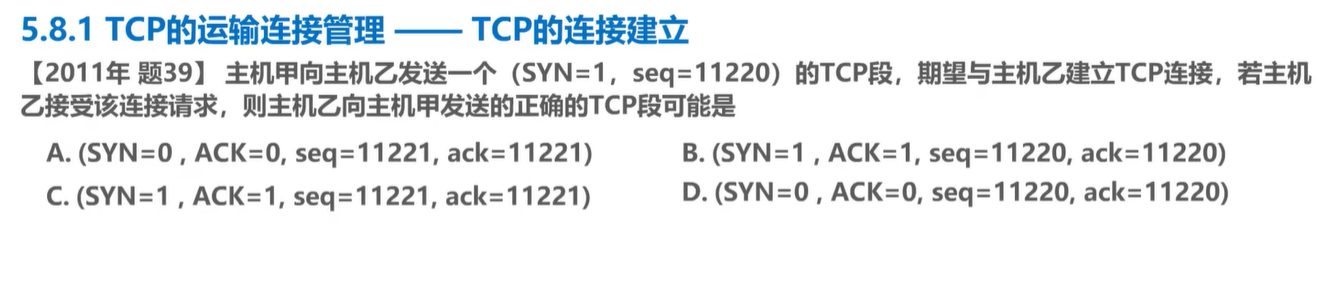 5.8.1 TCP的运输连接管理 —— TCP的连接建立
【2011年 题39】 主机甲向主机乙发送一个（SYN=1，seq=11220）的TCP段，期望与主机乙建立TCP连接，若主机
乙接受该连接请求，则主机乙向主机甲发送的正确的TCP段可能是
A. (SYN=0 , ACK=0, seq=11221, ack=11221)
B. (SYN=1 , ACK=1, seq=11220, ack=11220)
C. (SYN=1 , ACK=1, seq=11221, ack=11221)
D. (SYN=0 , ACK=0, seq=11220, ack=11220)